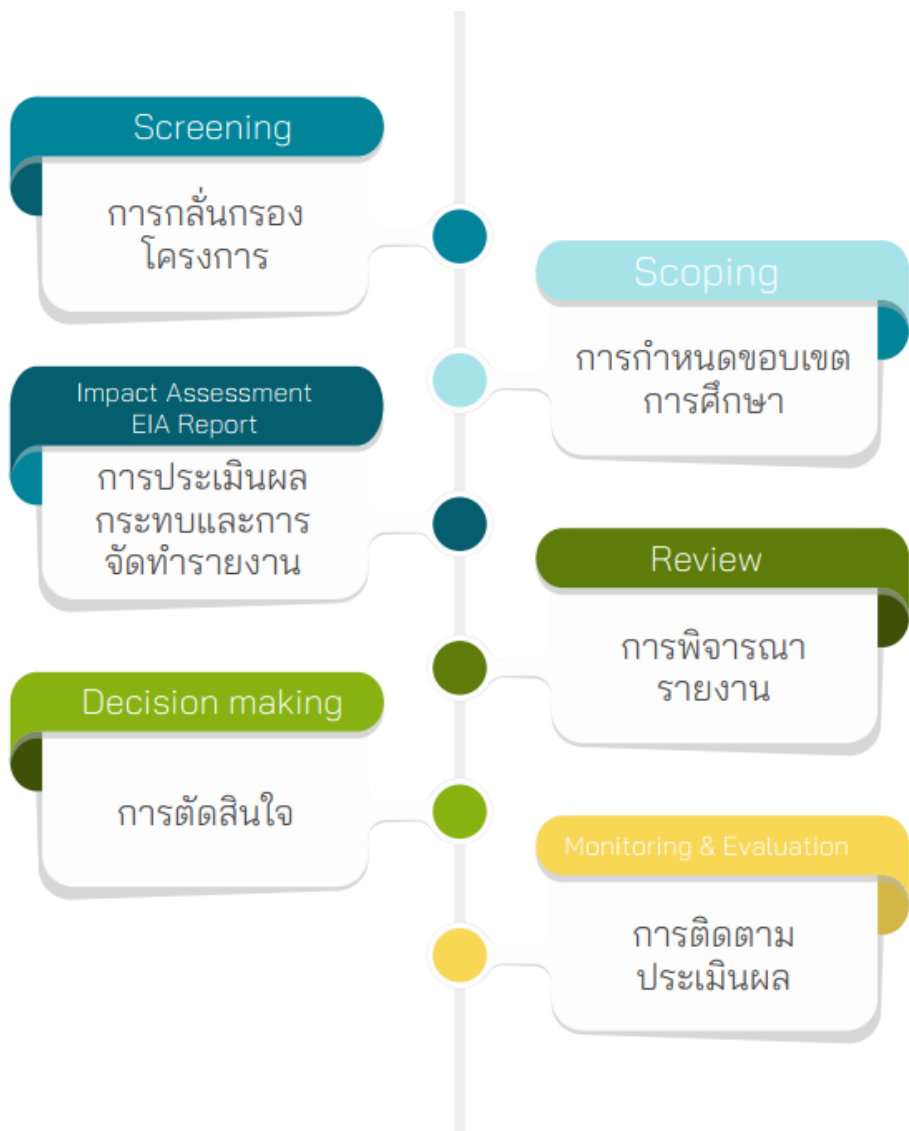 Screening
การกลั่นกรอง
โครงการ
Scoping
การกำหนดขอบเขต
การศึกษา
Impact Assessment
EIA Report
การประเมินผล
กระทบและการ
จัดทำรายงาน
Review
การพิจารณา
รายงาน
Decision making
การตัดสินใจ
Monitoring & Evaluation
การติดตาม
ประเมินผล